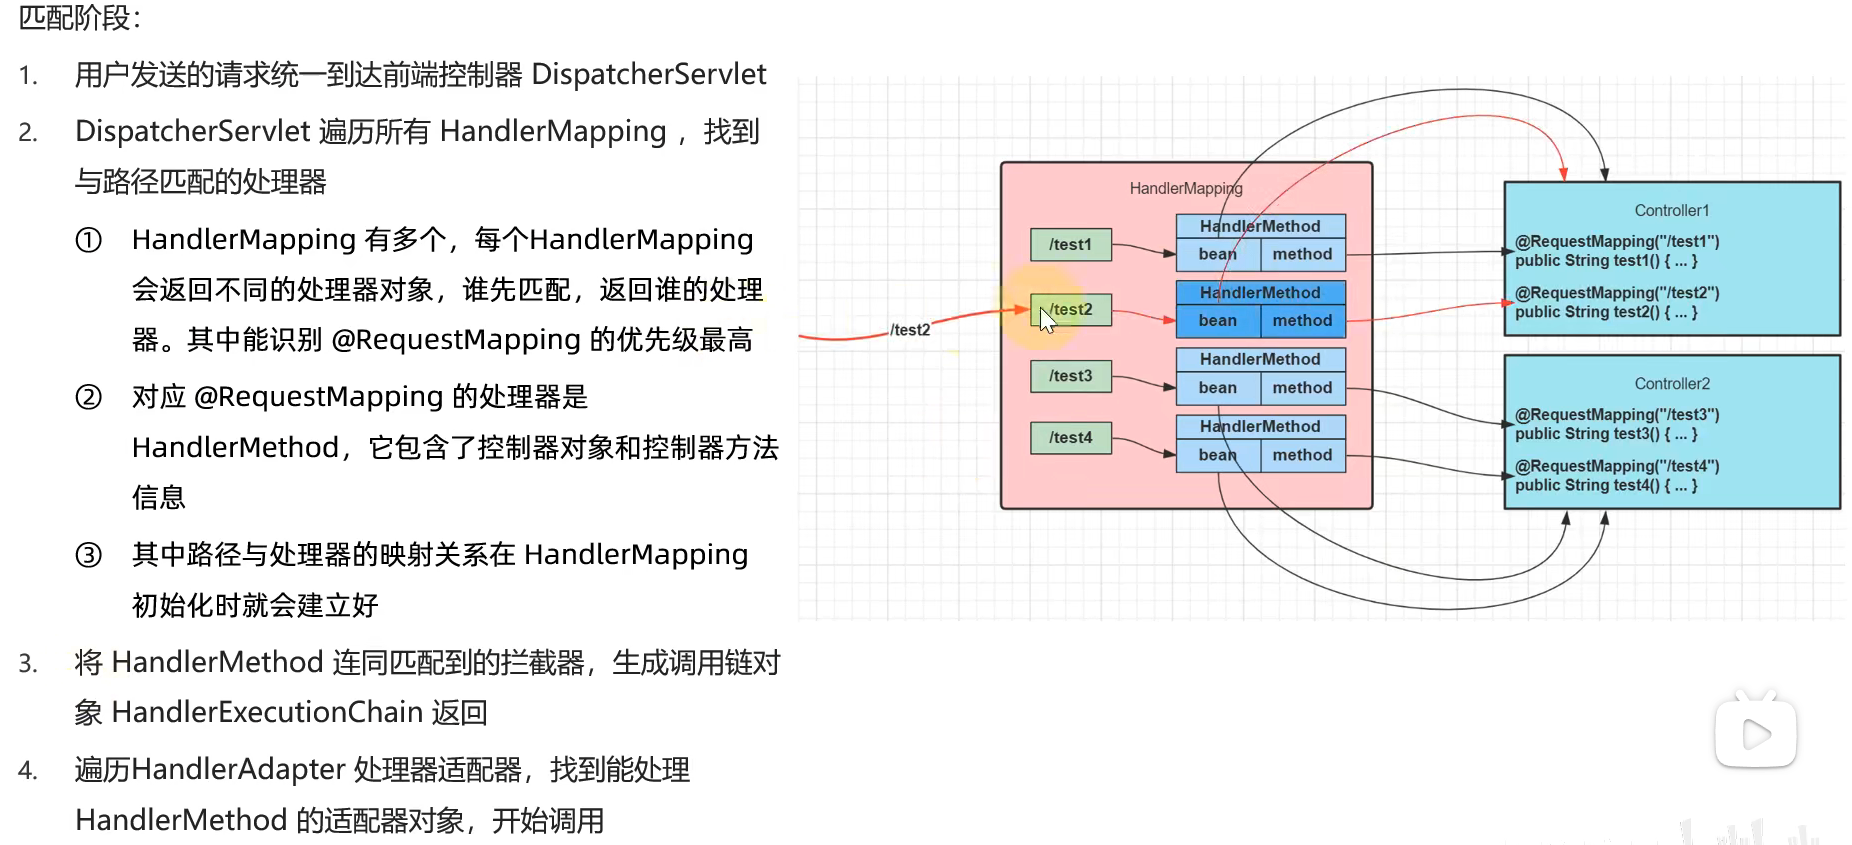 匹配阶段：
1. 用户发送的请求统一到达前端控制器 DispatcherServlet
2. DispatcherServlet 遍历所有 HandlerMapping ，找到
与路径匹配的处理器
① HandlerMapping 有多个，每个HandlerMapping
会返回不同的处理器对象，谁先匹配，返回谁的处理
器。其中能识别 @RequestMapping 的优先级最高
② 对应 @RequestMapping 的处理器是
HandlerMethod，它包含了控制器对象和控制器方法
信息
③ 其中路径与处理器的映射关系在 HandlerMapping
初始化时就会建立好
3. 将 HandlerMethod 连同匹配到的拦截器，生成调用链对
象 HandlerExecutionChain 返回
4. 遍历HandlerAdapter 处理器适配器，找到能处理
HandlerMethod 的适配器对象，开始调用
/test2
HandlerMapping
/test1
HandlerMethod
bean method
/test2
HandlerMethod
bean method
/test3
HandlerMethod
bean method
/test4
HandlerMethod
bean method
Controller1
@RequestMapping("/test1")
public String test1() { ... }
@RequestMapping("/test2")
public String test2() { ... }
Controller2
@RequestMapping("/test3")
public String test3() { ... }
@RequestMapping("/test4")
public String test4() { ... }